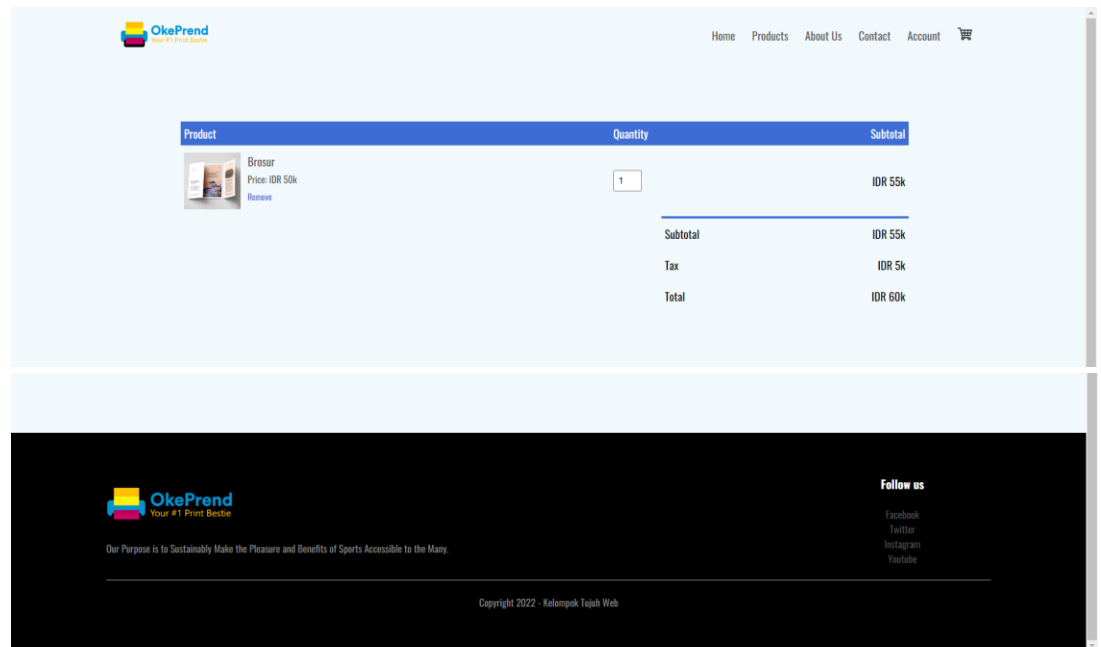 OkePrend
Your #1 Print Bestie
Home Products About Us Contact Account
Product Quantity Subtotal
Brosur
Price: IDR 50k
Remove
1
IDR 55k
Subtotal IDR 55k
Tax IDR 5k
Total IDR 60k
OkePrend
Your #1 Print Bestie
Our Purpose is to Sustainably Make the Pleasure and Benefits of Sports Accessible to the Many.
Follow us
Facebook
Twitter
Instagram
Youtube
Copyright 2022 - Kelompok Tujuh Web